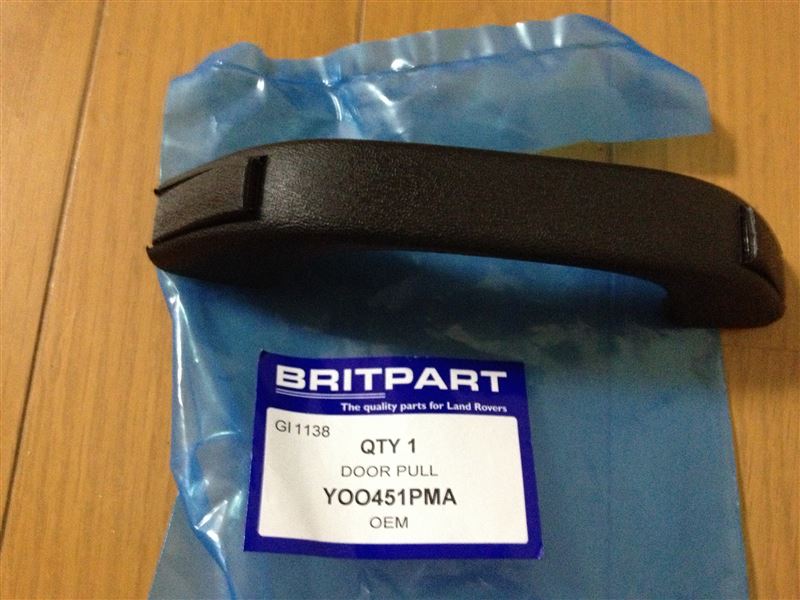 BRITPART
The quality parts for Land Rovers
GI 1138
QTY 1
DOOR PULL
YOO451PMA
OEM